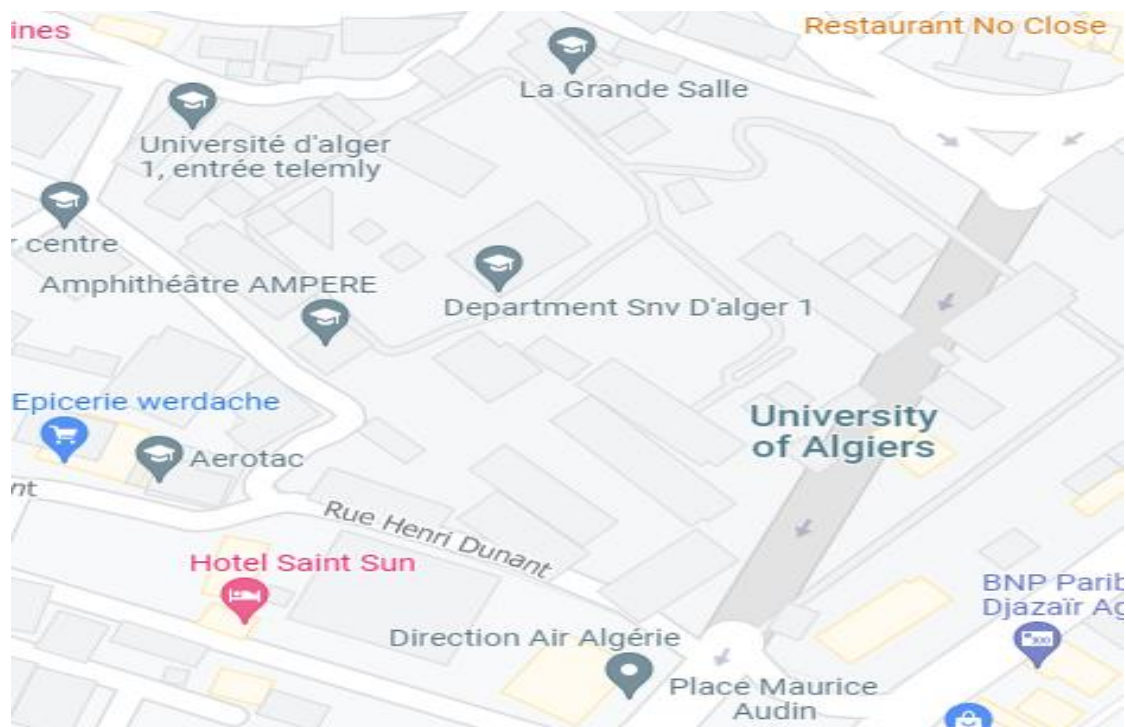 ines
Restaurant No Close
La Grande Salle
Université d'alger
1, entrée telemly
r centre
Amphithéâtre AMPERE
Department Snv D'alger 1
Epicerie werdache
University
of Algiers
Aerotac
nt
Rue Henri Dunant
Hotel Saint Sun
BNP Parib
Djazaïr Ag
Direction Air Algérie
Place Maurice
Audin